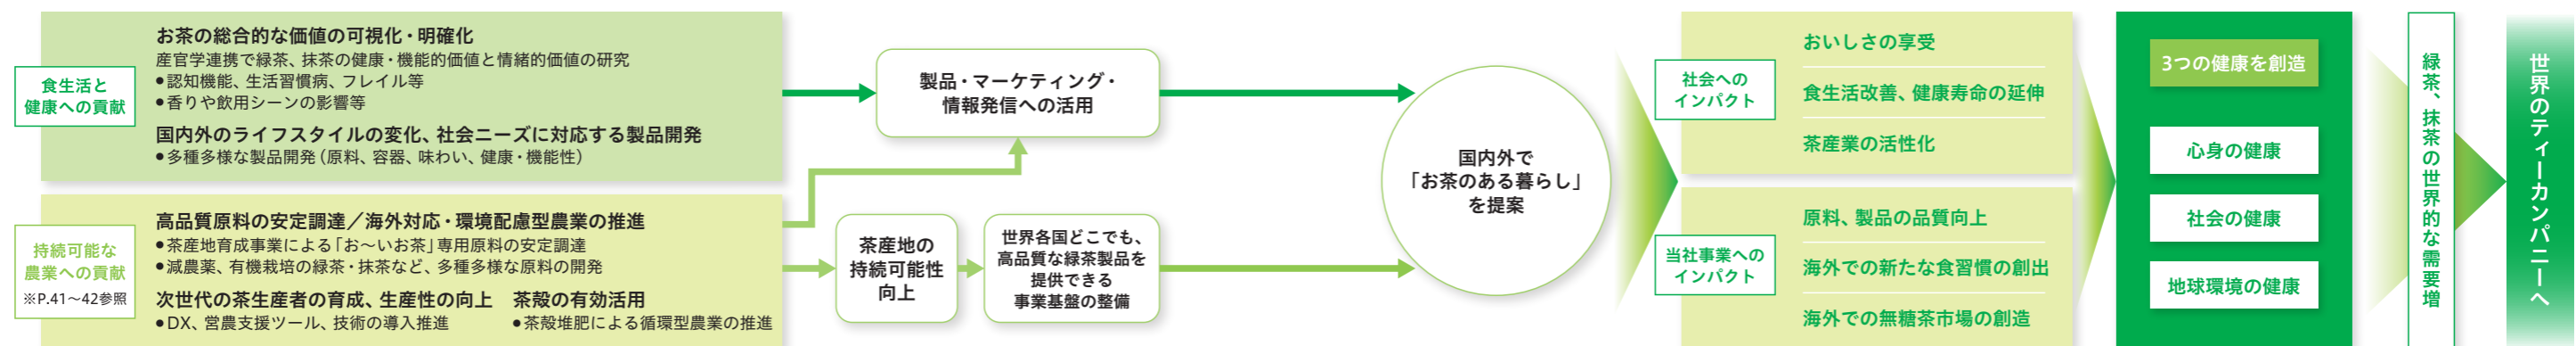 食生活と
健康への貢献
お茶の総合的な価値の可視化・明確化
産官学連携で緑茶、抹茶の健康・機能的価値と情緒的価値の研究
●認知機能、生活習慣病、フレイル等
●香りや飲用シーンの影響等
国内外のライフスタイルの変化、社会ニーズに対応する製品開発
●多種多様な製品開発（原料、容器、味わい、健康・機能性）
持続可能な
農業への貢献
※P.41～42参照
高品質原料の安定調達／海外対応・環境配慮型農業の推進
●茶産地育成事業による「お～いお茶」専用原料の安定調達
●減農薬、有機栽培の緑茶・抹茶など、多種多様な原料の開発
次世代の茶生産者の育成、生産性の向上
●DX、営農支援ツール、技術の導入推進
茶殻の有効活用
●茶殻堆肥による循環型農業の推進
製品・マーケティング・
情報発信への活用
茶産地の
持続可能性
向上
世界各国どこでも、
高品質な緑茶製品を
提供できる
事業基盤の整備
国内外で
「お茶のある暮らし」
を提案
社会への
インパクト
おいしさの享受
食生活改善、健康寿命の延伸
茶産業の活性化
当社事業への
インパクト
原料、製品の品質向上
海外での新たな食習慣の創出
海外での無糖茶市場の創造
3つの健康を創造
心身の健康
社会の健康
地球環境の健康
緑茶、抹茶の世界的な需要増
世界のティーカンパニーへ